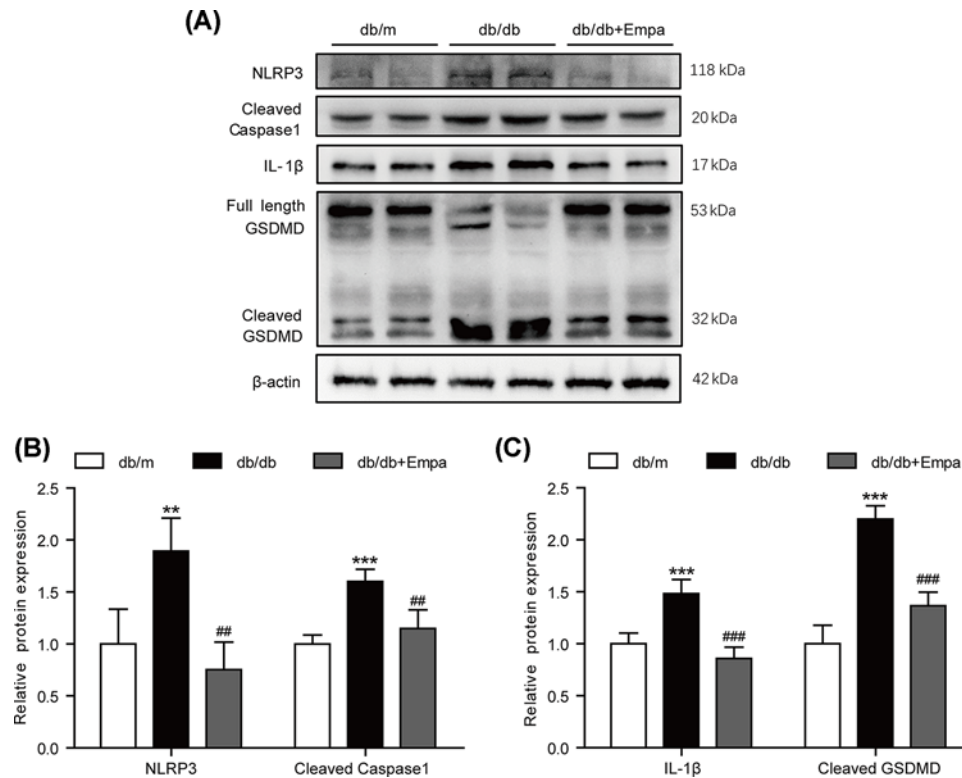 (A)
db/m db/db db/db+Empa
NLRP3 118 kDa
Cleaved
Caspase1 20 kDa
IL-1β 17 kDa
Full length
GSDMD 53 kDa
Cleaved
GSDMD 32 kDa
β-actin 42 kDa
(B)
db/m db/db db/db+Empa
Relative protein expression
2.5
2.0
1.5
1.0
0.5
0.0
**
##
***
##
NLRP3 Cleaved Caspase1
(C)
db/m db/db db/db+Empa
Relative protein expression
2.5
2.0
1.5
1.0
0.5
0.0
***
###
***
###
IL-1β Cleaved GSDMD